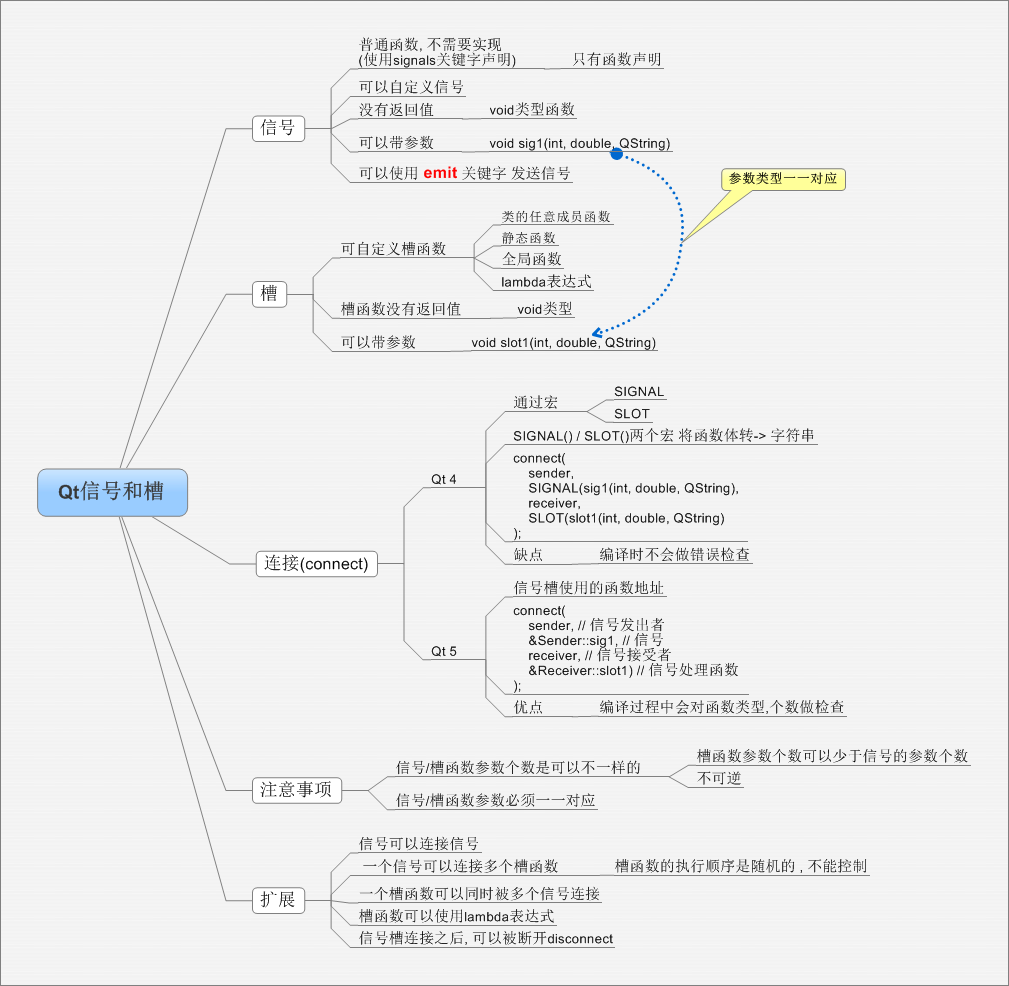 Qt信号和槽
信号
普通函数, 不需要实现
(使用signals关键字声明)
只有函数声明
可以自定义信号
没有返回值
void类型函数
可以带参数
void sig1(int, double, QString)
可以使用 emit 关键字 发送信号
参数类型一一对应
槽
可自定义槽函数
类的任意成员函数
静态函数
全局函数
lambda表达式
槽函数没有返回值
void类型
可以带参数
void slot1(int, double, QString)
连接(connect)
Qt 4
通过宏
SIGNAL
SLOT
SIGNAL() / SLOT()两个宏 将函数体转-> 字符串
connect(
sender,
SIGNAL(sig1(int, double, QString),
receiver,
SLOT(slot1(int, double, QString)
);
缺点
编译时不会做错误检查
Qt 5
信号槽使用的函数地址
connect(
sender, // 信号发出者
&Sender::sig1, // 信号
receiver, // 信号接受者
&Receiver::slot1) // 信号处理函数
);
优点
编译过程中会对函数类型,个数做检查
注意事项
信号/槽函数参数个数是可以不一样的
槽函数参数个数可以少于信号的参数个数
不可逆
信号/槽函数参数必须一一对应
扩展
信号可以连接信号
一个信号可以连接多个槽函数
槽函数的执行顺序是随机的 , 不能控制
一个槽函数可以同时被多个信号连接
槽函数可以使用lambda表达式
信号槽连接之后, 可以被断开disconnect